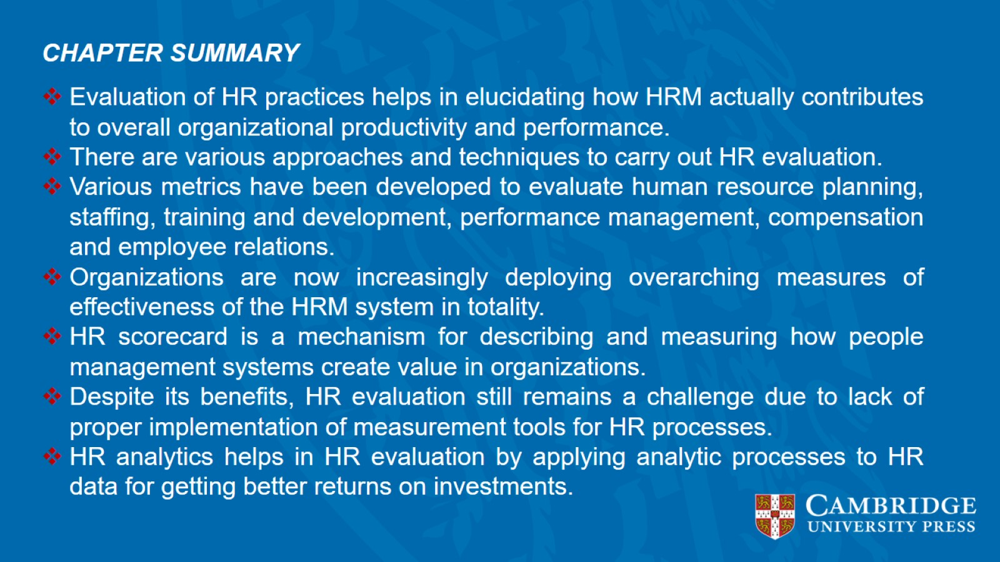 CHAPTER SUMMARY
❖ Evaluation of HR practices helps in elucidating how HRM actually contributes
to overall organizational productivity and performance.
❖ There are various approaches and techniques to carry out HR evaluation.
❖ Various metrics have been developed to evaluate human resource planning,
staffing, training and development, performance management, compensation
and employee relations.
❖ Organizations are now increasingly deploying overarching measures of
effectiveness of the HRM system in totality.
❖ HR scorecard is a mechanism for describing and measuring how people
management systems create value in organizations.
❖ Despite its benefits, HR evaluation still remains a challenge due to lack of
proper implementation of measurement tools for HR processes.
❖ HR analytics helps in HR evaluation by applying analytic processes to HR
data for getting better returns on investments.
CAMBRIDGE
UNIVERSITY PRESS